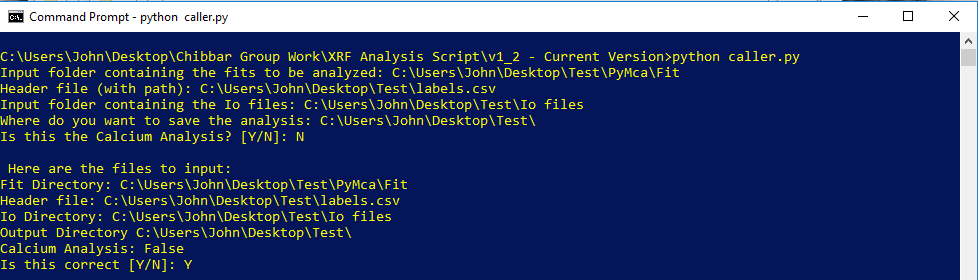 Command Prompt - python  caller.py
C:\Users\John\Desktop\Chibbar Group Work\XRF Analysis Script\v1_2 - Current Version>python caller.py
Input folder containing the fits to be analyzed: C:\Users\John\Desktop\Test\PyMca\Fit
Header file (with path): C:\Users\John\Desktop\Test\labels.csv
Input folder containing the Io files: C:\Users\John\Desktop\Test\Io files
Where do you want to save the analysis: C:\Users\John\Desktop\Test\
Is this the Calcium Analysis? [Y/N]: N
Here are the files to input:
Fit Directory: C:\Users\John\Desktop\Test\PyMca\Fit
Header file: C:\Users\John\Desktop\Test\labels.csv
Io Directory: C:\Users\John\Desktop\Test\Io files
Output Directory C:\Users\John\Desktop\Test\
Calcium Analysis: False
Is this correct [Y/N]: Y